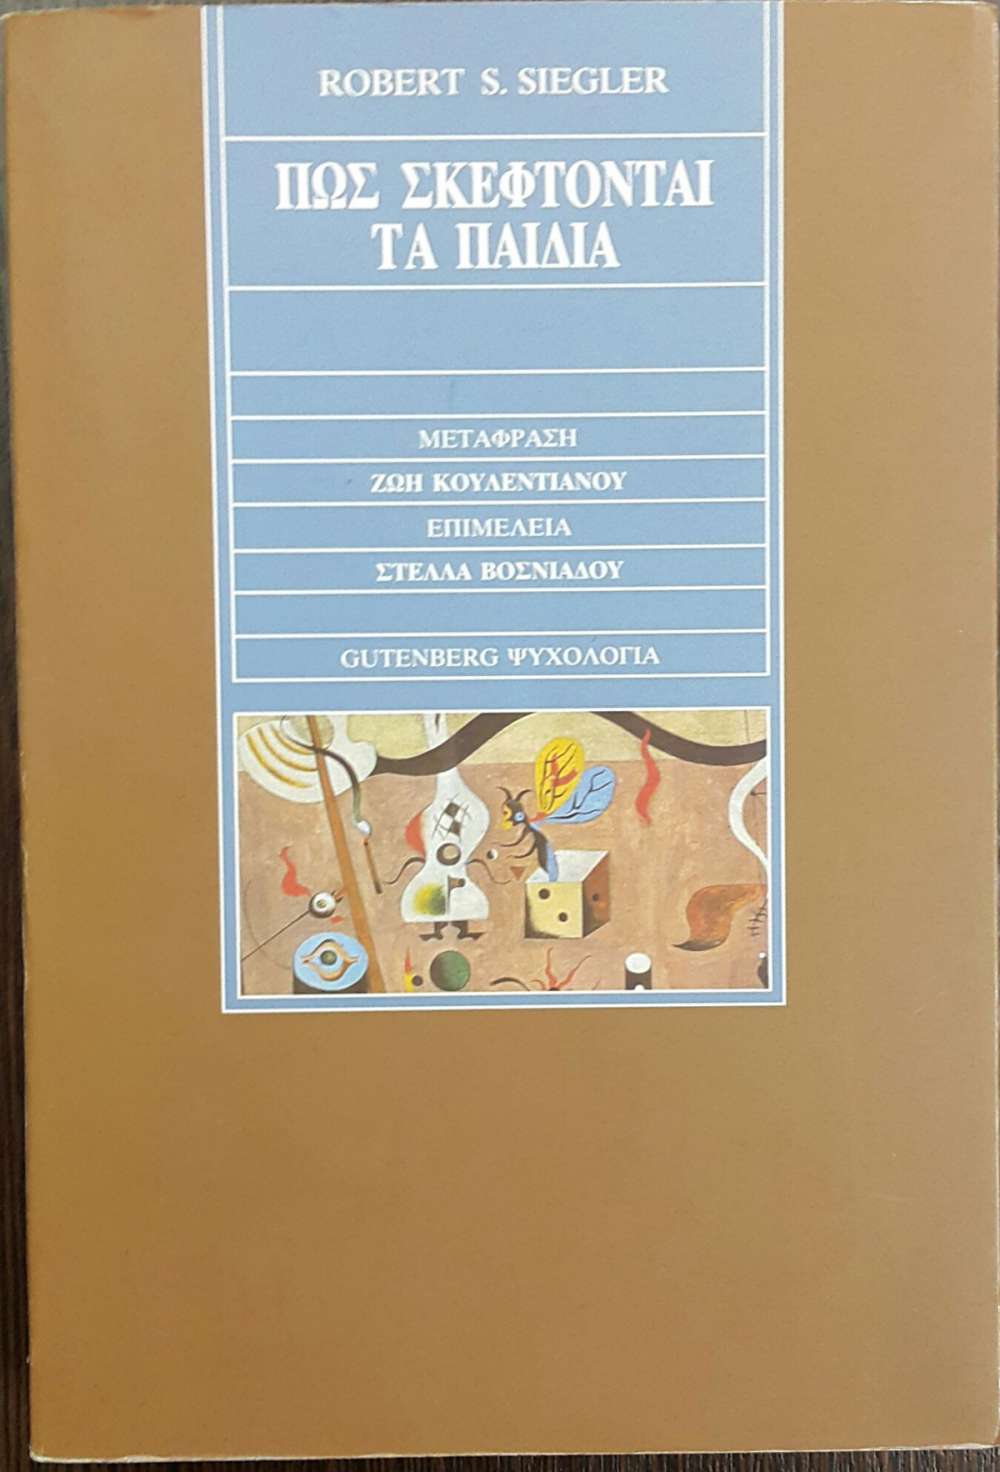 ROBERT S. SIEGLER
ΠΩΣ ΣΚΕΦΤΟΝΤΑΙ
ΤΑ ΠΑΙΔΙΑ
ΜΕΤΑΦΡΑΣΗ
ΖΩΗ ΚΟΥΛΕΝΤΙΑΝΟΥ
ΕΠΙΜΕΛΕΙΑ
ΣΤΕΛΛΑ ΒΟΣΝΙΑΔΟΥ
GUTENBERG ΨΥΧΟΛΟΓΙΑ